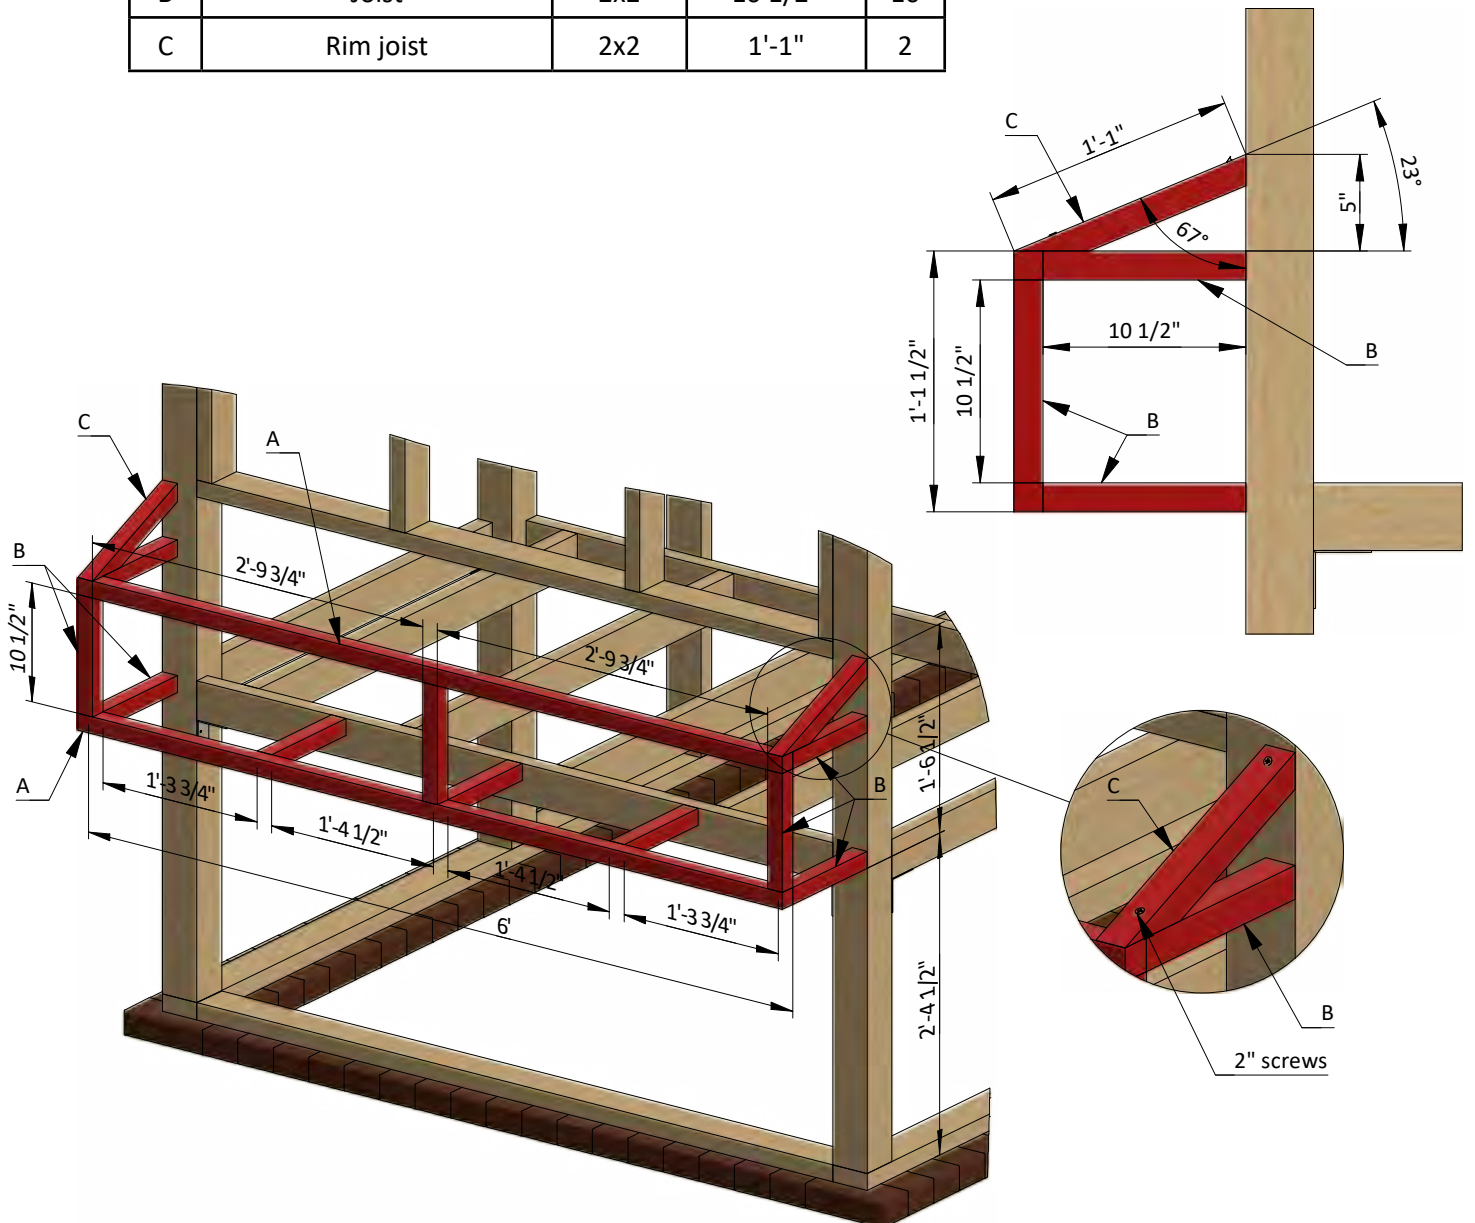 C Rim joist 2x2 1'-1" 2
C
1'-1"
23°
5"
67°
10 1/2"
B
1'-1 1/2"
10 1/2"
B
C
A
B
2'-9 3/4"
10 1/2"
2'-9 3/4"
1'-6 1/2"
A
1'-3 3/4"
B
1'-4 1/2"
1'-4 1/2"
1'-3 3/4"
6'
2'-4 1/2"
C
B
2" screws